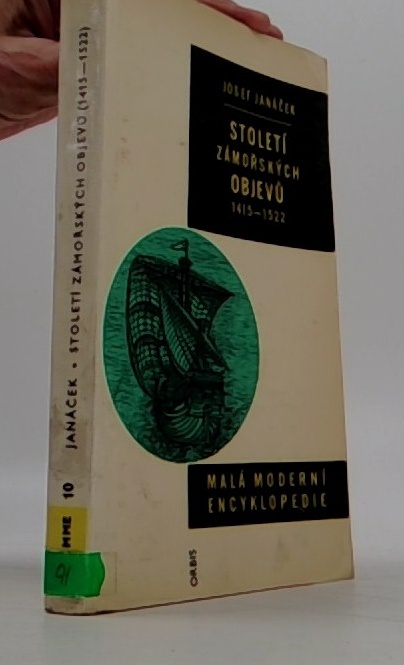 JOSEF JANÁČEK
STOLETÍ
ZÁMOŘSKÝCH
OBJEVŮ
1415—1522
MALÁ MODERNÍ
ENCYKLOPEDIE
ORBIS
JANÁČEK • STOLETÍ ZÁMOŘSKÝCH OBJEVŮ (1415—1522)
10
MME
91